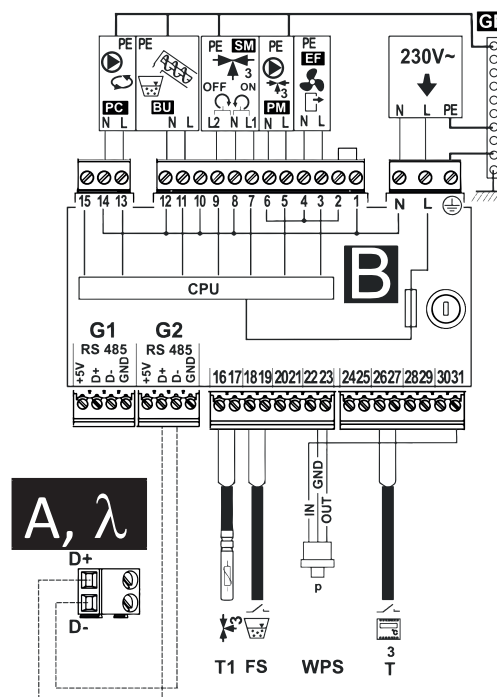 GE
PE
PE
PE SM
PE
PE EF
230V~
3
3
OFF ON
PC
BU
PM
N L PE
N L
N L
L2 N L1
N L
N L
15 14 13
12 11 10 9 8 7 6 5 4 3 2 1
N L
CPU
B
G1
G2
RS 485
RS 485
+5V D+ D- GND
+5V D+ D- GND
16 17 18 19 20 21 22 23
24 25 26 27 28 29 30 31
IN
GND
OUT
A, λ
D+
D-
p
°C
3
3
T1 FS WPS T